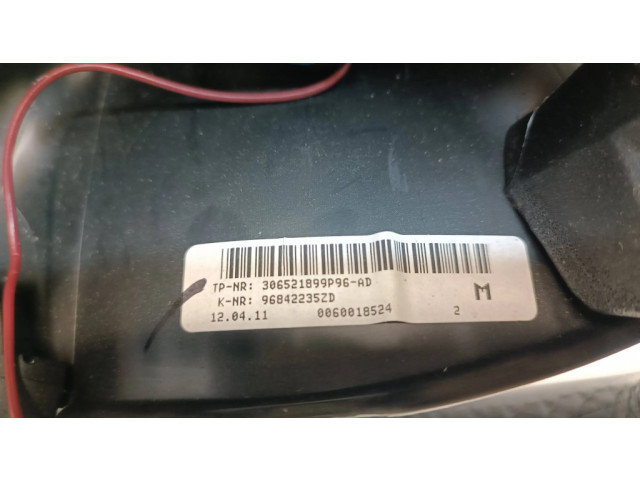 TP-NR: 306521899P96-AD
K-NR: 96842235ZD
M
12.04.11 0060018524 2